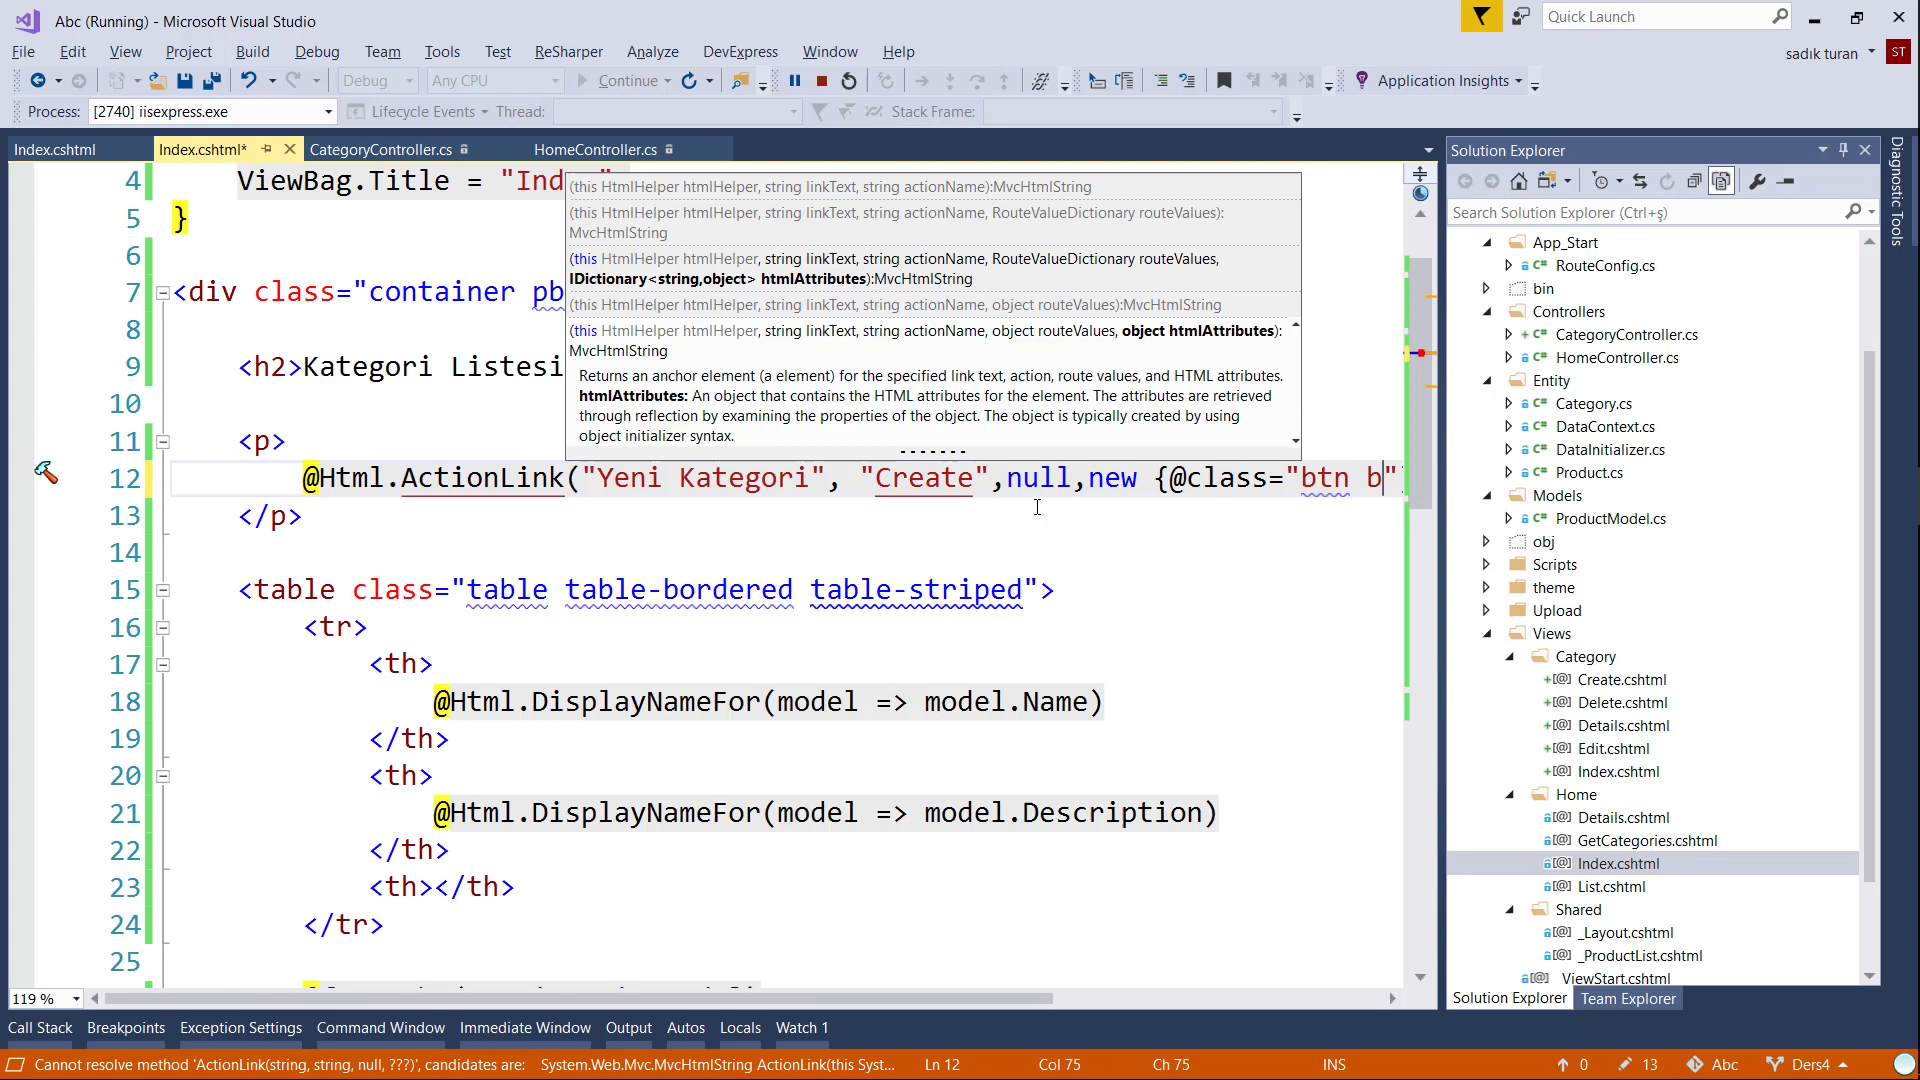 Abc (Running) - Microsoft Visual Studio
Quick Launch
File Edit View Project Build Debug Team Tools Test ReSharper Analyze DevExpress Window Help
sadık turan ST
Debug Any CPU Continue Application Insights
Process: [2740] iisexpress.exe Lifecycle Events Thread: Stack Frame:
Index.cshtml Index.cshtml* CategoryController.cs HomeController.cs
4 ViewBag.Title = "Ind
5 }
6
7 <div class="container pb
8
9 <h2>Kategori Listesi
10
11 <p>
12 @Html.ActionLink("Yeni Kategori", "Create",null,new {@class="btn b"
13 </p>
14
15 <table class="table table-bordered table-striped">
16 <tr>
17 <th>
18 @Html.DisplayNameFor(model => model.Name)
19 </th>
20 <th>
21 @Html.DisplayNameFor(model => model.Description)
22 </th>
23 <th></th>
24 </tr>
25
(this HtmlHelper htmlHelper, string linkText, string actionName):MvcHtmlString
(this HtmlHelper htmlHelper, string linkText, string actionName, RouteValueDictionary routeValues):
MvcHtmlString
(this HtmlHelper htmlHelper, string linkText, string actionName, RouteValueDictionary routeValues,
IDictionary<string,object> htmlAttributes):MvcHtmlString
(this HtmlHelper htmlHelper, string linkText, string actionName, object routeValues):MvcHtmlString
(this HtmlHelper htmlHelper, string linkText, string actionName, object routeValues, object htmlAttributes):
MvcHtmlString
Returns an anchor element (a element) for the specified link text, action, route values, and HTML attributes.
htmlAttributes: An object that contains the HTML attributes for the element. The attributes are retrieved
through reflection by examining the properties of the object. The object is typically created by using
object initializer syntax.
119 %
Solution Explorer
Search Solution Explorer (Ctrl+ş)
App_Start
RouteConfig.cs
bin
Controllers
CategoryController.cs
HomeController.cs
Entity
Category.cs
DataContext.cs
DataInitializer.cs
Product.cs
Models
ProductModel.cs
obj
Scripts
theme
Upload
Views
Category
Create.cshtml
Delete.cshtml
Details.cshtml
Edit.cshtml
Index.cshtml
Home
Details.cshtml
GetCategories.cshtml
Index.cshtml
List.cshtml
Shared
_Layout.cshtml
_ProductList.cshtml
ViewStart.cshtml
Solution Explorer Team Explorer
Diagnostic Tools
Call Stack Breakpoints Exception Settings Command Window Immediate Window Output Autos Locals Watch 1
Cannot resolve method 'ActionLink(string, string, null, ???)', candidates are: System.Web.Mvc.MvcHtmlString ActionLink(this Syst... Ln 12 Col 75 Ch 75 INS 0 13 Abc Ders4